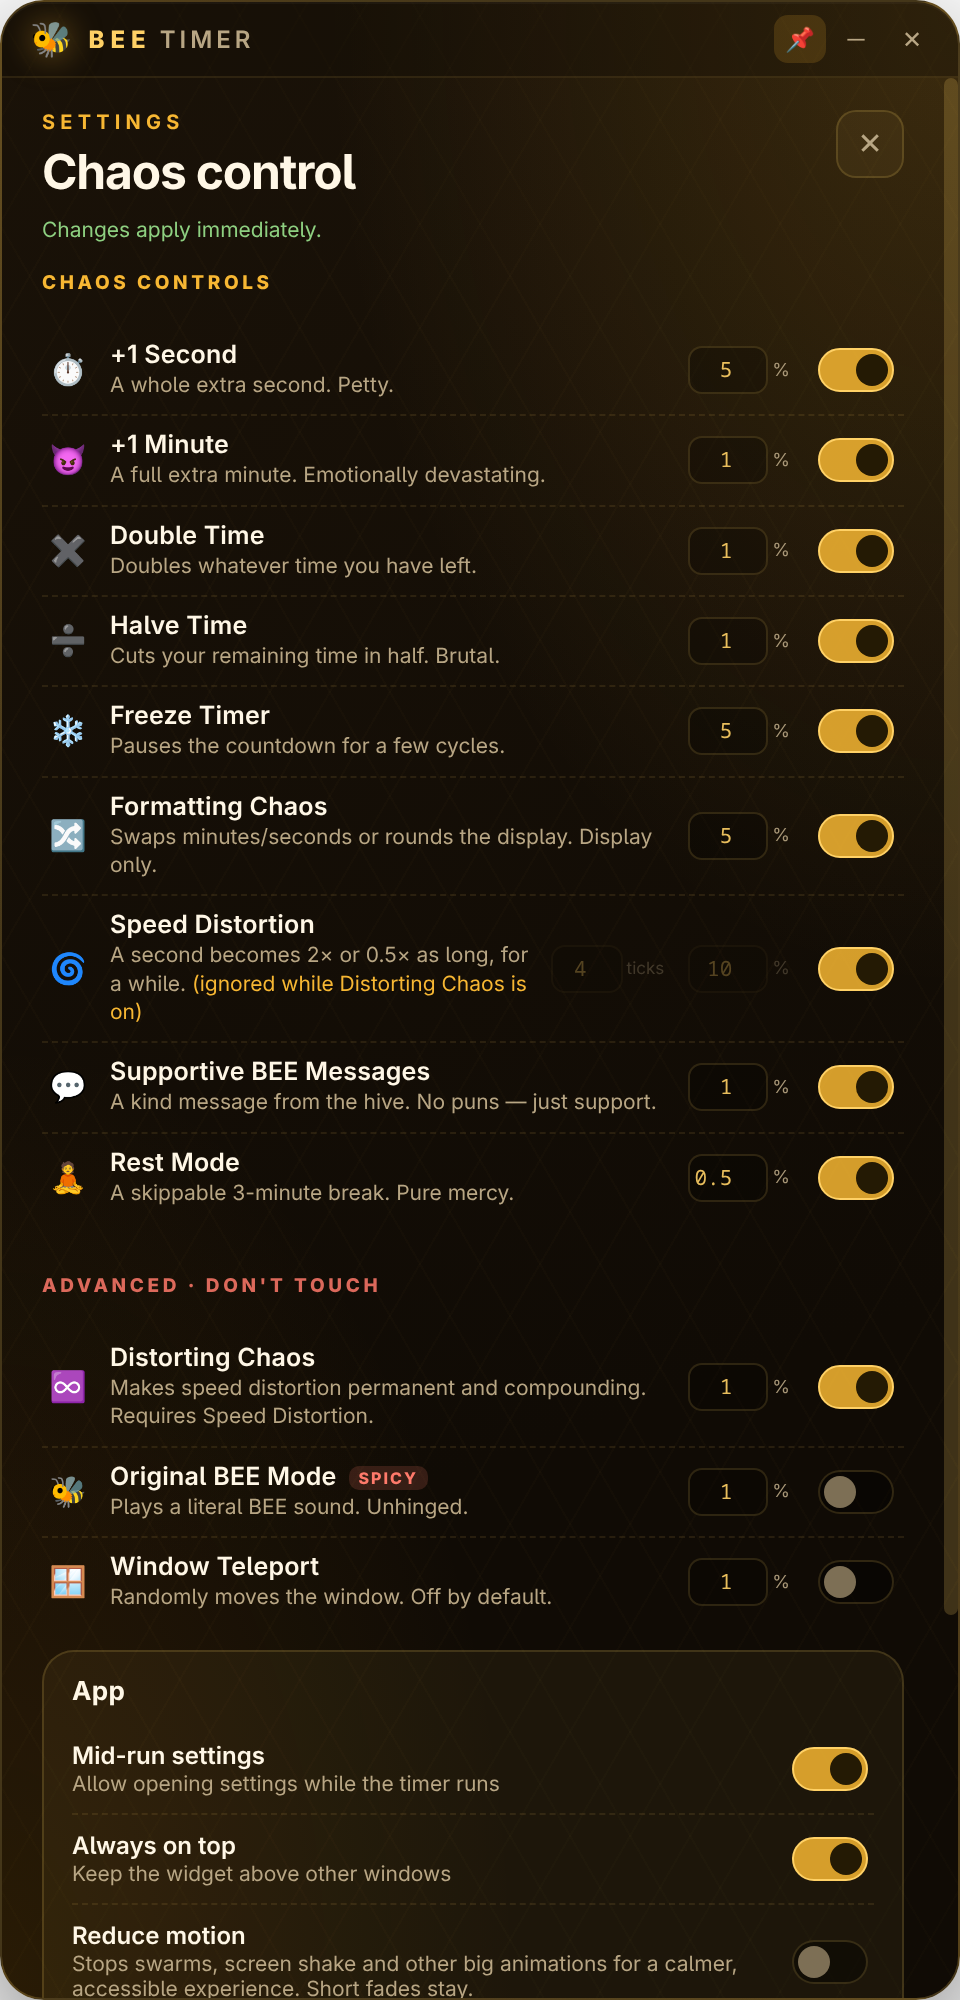 BEE TIMER
SETTINGS
Chaos control
Changes apply immediately.
CHAOS CONTROLS
+1 Second
A whole extra second. Petty.
5 %
+1 Minute
A full extra minute. Emotionally devastating.
1 %
Double Time
Doubles whatever time you have left.
1 %
Halve Time
Cuts your remaining time in half. Brutal.
1 %
Freeze Timer
Pauses the countdown for a few cycles.
5 %
Formatting Chaos
Swaps minutes/seconds or rounds the display. Display
only.
5 %
Speed Distortion
A second becomes 2× or 0.5× as long, for
a while. (ignored while Distorting Chaos is
on)
4 ticks 10 %
Supportive BEE Messages
A kind message from the hive. No puns — just support.
1 %
Rest Mode
A skippable 3-minute break. Pure mercy.
0.5 %
ADVANCED · DON'T TOUCH
Distorting Chaos
Makes speed distortion permanent and compounding.
Requires Speed Distortion.
1 %
Original BEE Mode SPICY
Plays a literal BEE sound. Unhinged.
1 %
Window Teleport
Randomly moves the window. Off by default.
1 %
App
Mid-run settings
Allow opening settings while the timer runs
Always on top
Keep the widget above other windows
Reduce motion
Stops swarms, screen shake and other big animations for a calmer,
accessible experience. Short fades stay.